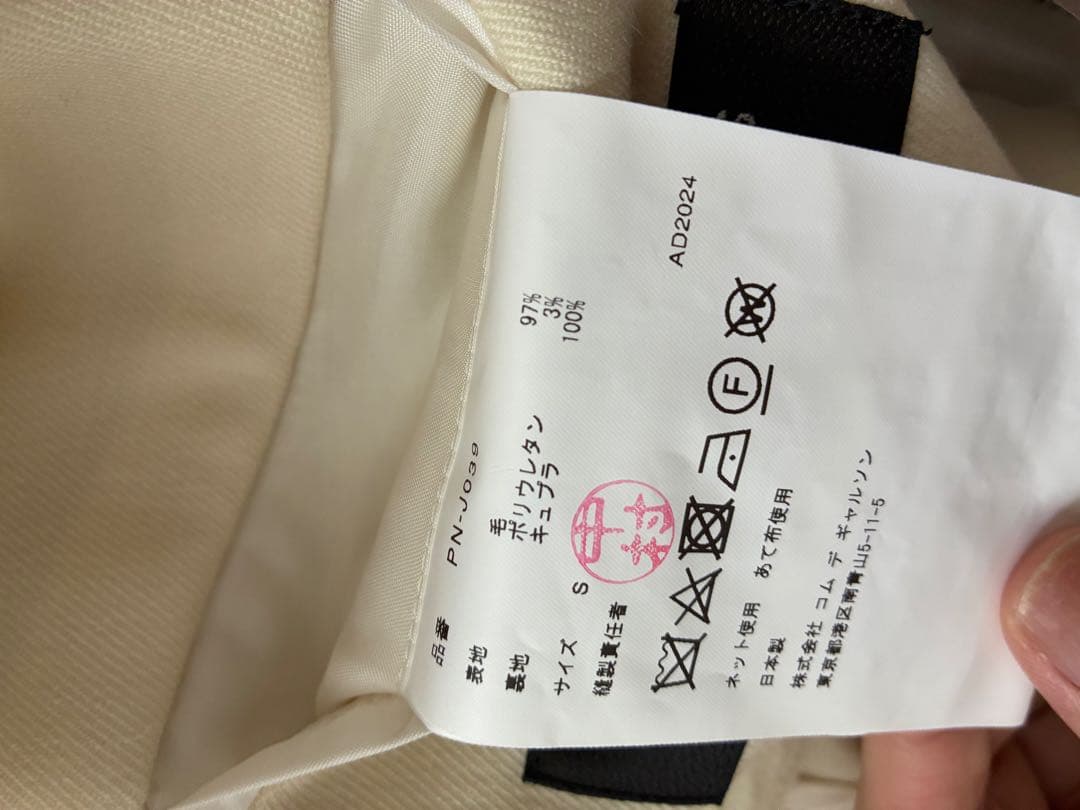 品番 PN-J039
表地 毛 97%
ポリウレタン 3%
裏地 キュプラ 100%
サイズ S
縫製責任者 中村
F
W
ネット使用 あて布使用
日本製
株式会社 コム デ ギャルソン
東京都港区南青山5-11-5
AD2024